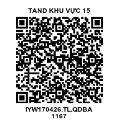 TAND KHU VỰC 15
IYW170426.TL.QDBA
1167